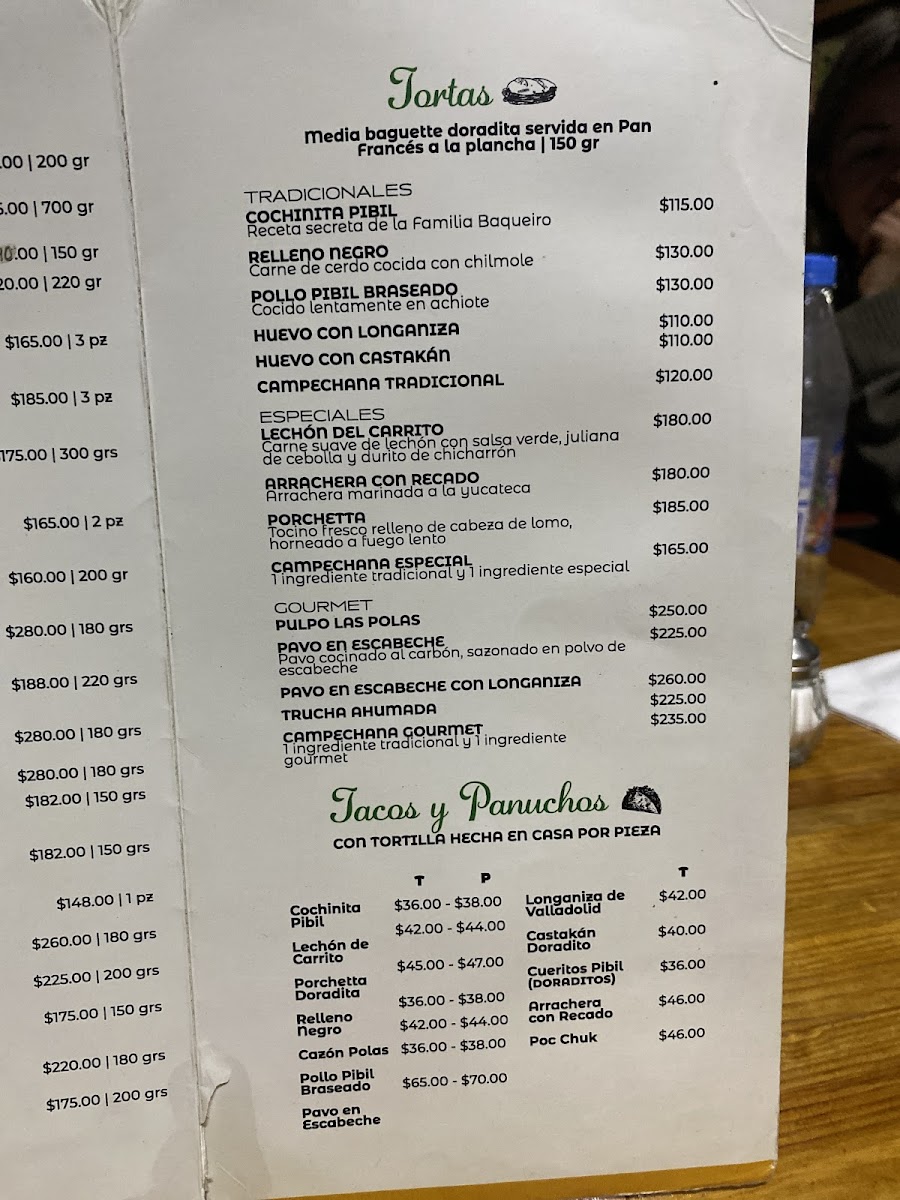 .00 | 200 gr
5.00 | 700 gr
.00 | 150 gr
20.00 | 220 gr
$165.00 | 3 pz
$185.00 | 3 pz
175.00 | 300 grs
$165.00 | 2 pz
$160.00 | 200 gr
$280.00 | 180 grs
$188.00 | 220 grs
$280.00 | 180 grs
$280.00 | 180 grs
$182.00 | 150 grs
$182.00 | 150 grs
$148.00 | 1 pz
$260.00 | 180 grs
$225.00 | 200 grs
$175.00 | 150 grs
$220.00 | 180 grs
$175.00 | 200 grs
Tortas
Media baguette doradita servida en Pan
Francés a la plancha | 150 gr
TRADICIONALES
COCHINITA PIBIL $115.00
Receta secreta de la Familia Baqueiro
RELLENO NEGRO $130.00
Carne de cerdo cocida con chilmole
POLLO PIBIL BRASEADO $130.00
Cocido lentamente en achiote
HUEVO CON LONGANIZA $110.00
HUEVO CON CASTAKÁN $110.00
CAMPECHANA TRADICIONAL $120.00
ESPECIALES
LECHÓN DEL CARRITO $180.00
Carne suave de lechón con salsa verde, juliana
de cebolla y durito de chicharrón
ARRACHERA CON RECADO $180.00
Arrachera marinada a la yucateca
PORCHETTA $185.00
Tocino fresco relleno de cabeza de lomo,
horneado a fuego lento
CAMPECHANA ESPECIAL $165.00
1 ingrediente tradicional y 1 ingrediente especial
GOURMET
PULPO LAS POLAS $250.00
PAVO EN ESCABECHE $225.00
Pavo cocinado al carbón, sazonado en polvo de
escabeche
PAVO EN ESCABECHE CON LONGANIZA $260.00
TRUCHA AHUMADA $225.00
CAMPECHANA GOURMET $235.00
1 ingrediente tradicional y 1 ingrediente
gourmet
Tacos y Panuchos
CON TORTILLA HECHA EN CASA POR PIEZA
T P
Cochinita $36.00 - $38.00
Pibil
Lechón de $42.00 - $44.00
Carrito
Porchetta $45.00 - $47.00
Doradita
Relleno $36.00 - $38.00
Negro
Cazón Polas $42.00 - $44.00
Pollo Pibil $36.00 - $38.00
Braseado
Pavo en $65.00 - $70.00
Escabeche
T
Longaniza de $42.00
Valladolid
Castakán $40.00
Doradito
Cueritos Pibil $36.00
(DORADITOS)
Arrachera $46.00
con Recado
Poc Chuk $46.00